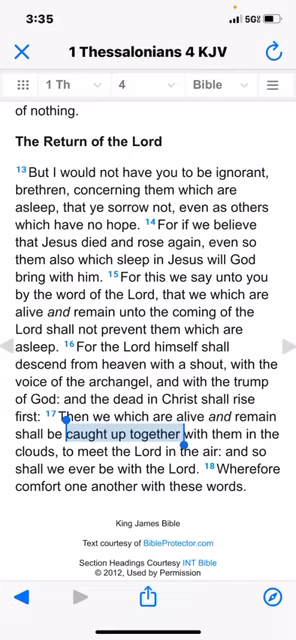 3:35
5G
1 Thessalonians 4 KJV
1 Th
4
Bible
of nothing.
The Return of the Lord
13 But I would not have you to be ignorant,
brethren, concerning them which are
asleep, that ye sorrow not, even as others
which have no hope. 14 For if we believe
that Jesus died and rose again, even so
them also which sleep in Jesus will God
bring with him. 15 For this we say unto you
by the word of the Lord, that we which are
alive and remain unto the coming of the
Lord shall not prevent them which are
asleep. 16 For the Lord himself shall
descend from heaven with a shout, with the
voice of the archangel, and with the trump
of God: and the dead in Christ shall rise
first: 17 Then we which are alive and remain
shall be caught up together with them in the
clouds, to meet the Lord in the air: and so
shall we ever be with the Lord. 18 Wherefore
comfort one another with these words.
King James Bible
Text courtesy of BibleProtector.com
Section Headings Courtesy INT Bible
© 2012, Used by Permission